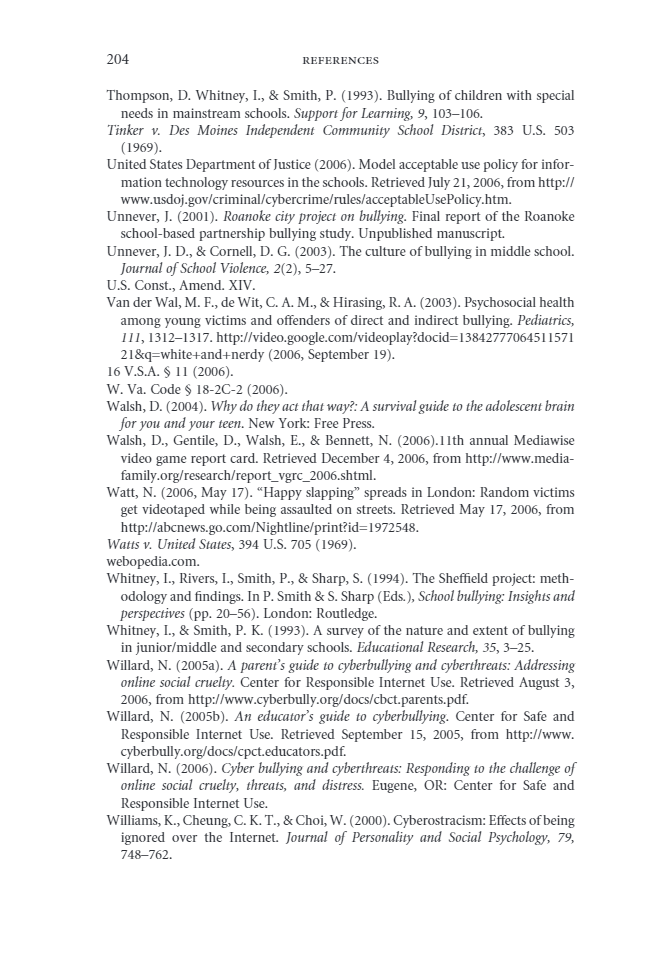 204 REFERENCES
Thompson, D. Whitney, I., & Smith, P. (1993). Bullying of children with special
needs in mainstream schools. Support for Learning, 9, 103–106.
Tinker v. Des Moines Independent Community School District, 383 U.S. 503
(1969).
United States Department of Justice (2006). Model acceptable use policy for infor-
mation technology resources in the schools. Retrieved July 21, 2006, from http://
www.usdoj.gov/criminal/cybercrime/rules/acceptableUsePolicy.htm.
Unnever, J. (2001). Roanoke city project on bullying. Final report of the Roanoke
school-based partnership bullying study. Unpublished manuscript.
Unnever, J. D., & Cornell, D. G. (2003). The culture of bullying in middle school.
Journal of School Violence, 2(2), 5–27.
U.S. Const., Amend. XIV.
Van der Wal, M. F., de Wit, C. A. M., & Hirasing, R. A. (2003). Psychosocial health
among young victims and offenders of direct and indirect bullying. Pediatrics,
111, 1312–1317. http://video.google.com/videoplay?docid=13842777064511571
21&q=white+and+nerdy (2006, September 19).
16 V.S.A. § 11 (2006).
W. Va. Code § 18-2C-2 (2006).
Walsh, D. (2004). Why do they act that way?: A survival guide to the adolescent brain
for you and your teen. New York: Free Press.
Walsh, D., Gentile, D., Walsh, E., & Bennett, N. (2006).11th annual Mediawise
video game report card. Retrieved December 4, 2006, from http://www.media-
family.org/research/report_vgrc_2006.shtml.
Watt, N. (2006, May 17). “Happy slapping” spreads in London: Random victims
get videotaped while being assaulted on streets. Retrieved May 17, 2006, from
http://abcnews.go.com/Nightline/print?id=1972548.
Watts v. United States, 394 U.S. 705 (1969).
webopedia.com.
Whitney, I., Rivers, I., Smith, P., & Sharp, S. (1994). The Sheffield project: meth-
odology and findings. In P. Smith & S. Sharp (Eds.), School bullying: Insights and
perspectives (pp. 20–56). London: Routledge.
Whitney, I., & Smith, P. K. (1993). A survey of the nature and extent of bullying
in junior/middle and secondary schools. Educational Research, 35, 3–25.
Willard, N. (2005a). A parent’s guide to cyberbullying and cyberthreats: Addressing
online social cruelty. Center for Responsible Internet Use. Retrieved August 3,
2006, from http://www.cyberbully.org/docs/cbct.parents.pdf.
Willard, N. (2005b). An educator’s guide to cyberbullying. Center for Safe and
Responsible Internet Use. Retrieved September 15, 2005, from http://www.
cyberbully.org/docs/cpct.educators.pdf.
Willard, N. (2006). Cyber bullying and cyberthreats: Responding to the challenge of
online social cruelty, threats, and distress. Eugene, OR: Center for Safe and
Responsible Internet Use.
Williams, K., Cheung, C. K. T., & Choi, W. (2000). Cyberostracism: Effects of being
ignored over the Internet. Journal of Personality and Social Psychology, 79,
748–762.